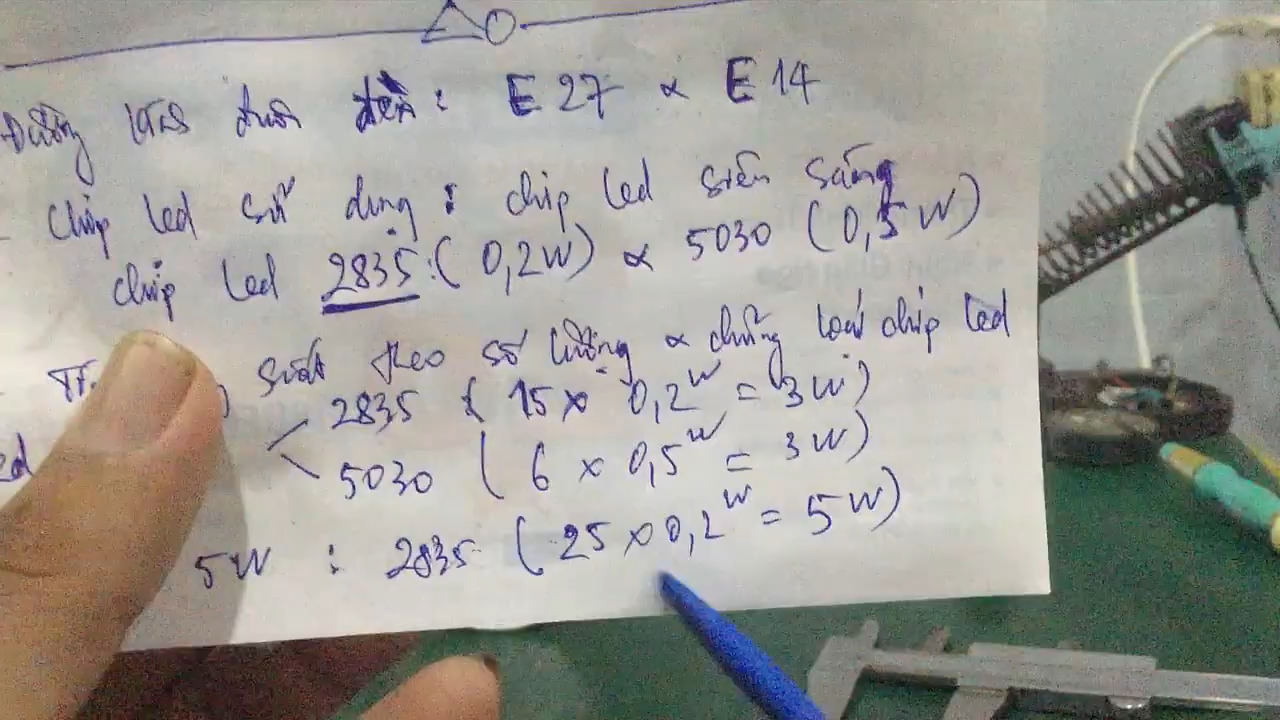 Đường kính đuôi đèn : E27 & E14
- Chip led sử dụng : chip led siêu sáng
chip led 2835 : ( 0,2W) & 5030 (0,5W)
suất theo số lượng & chủng loại chip led
2835 ( 15 x 0,2W = 3W)
5030 ( 6 x 0,5W = 3W)
5W : 2835 ( 25 x 0,2W = 5W)